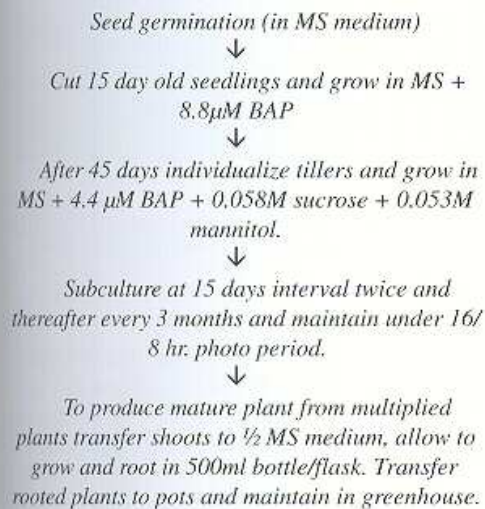 Seed germination (in MS medium)
↓
Cut 15 day old seedlings and grow in MS +
8.8µM BAP
↓
After 45 days individualize tillers and grow in
MS + 4.4 µM BAP + 0.058M sucrose + 0.053M
mannitol.
↓
Subculture at 15 days interval twice and
thereafter every 3 months and maintain under 16/
8 hr. photo period.
↓
To produce mature plant from multiplied
plants transfer shoots to ½ MS medium, allow to
grow and root in 500ml bottle/flask. Transfer
rooted plants to pots and maintain in greenhouse.